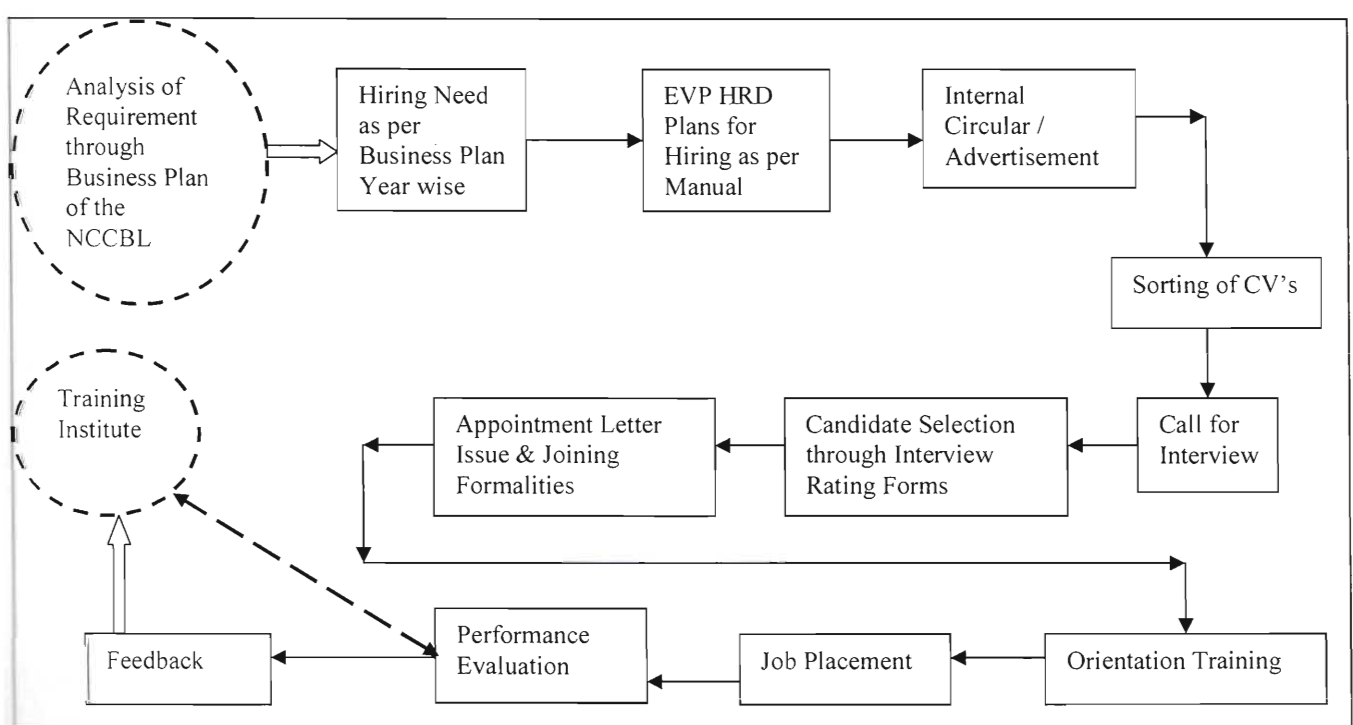 Analysis of
Requirement
through
Business Plan
of the
NCCBL
Hiring Need
as per
Business Plan
Year wise
EVP HRD
Plans for
Hiring as per
Manual
Internal
Circular /
Advertisement
Sorting of CV's
Call for
Interview
Candidate Selection
through Interview
Rating Forms
Appointment Letter
Issue & Joining
Formalities
Orientation Training
Job Placement
Performance
Evaluation
Feedback
Training
Institute